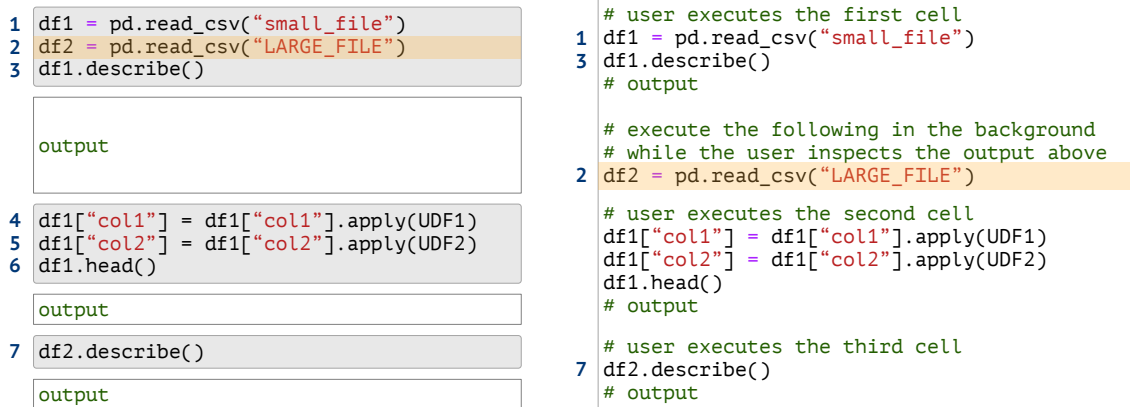 1 df1 = pd.read_csv(“small_file”)
2 df2 = pd.read_csv(“LARGE_FILE”)
3 df1.describe()
output
4 df1[“col1”] = df1[“col1”].apply(UDF1)
5 df1[“col2”] = df1[“col2”].apply(UDF2)
6 df1.head()
output
7 df2.describe()
output
# user executes the first cell
1 df1 = pd.read_csv(“small_file”)
3 df1.describe()
# output
# execute the following in the background
# while the user inspects the output above
2 df2 = pd.read_csv(“LARGE_FILE”)
# user executes the second cell
df1[“col1”] = df1[“col1”].apply(UDF1)
df1[“col2”] = df1[“col2”].apply(UDF2)
df1.head()
# output
# user executes the third cell
7 df2.describe()
# output